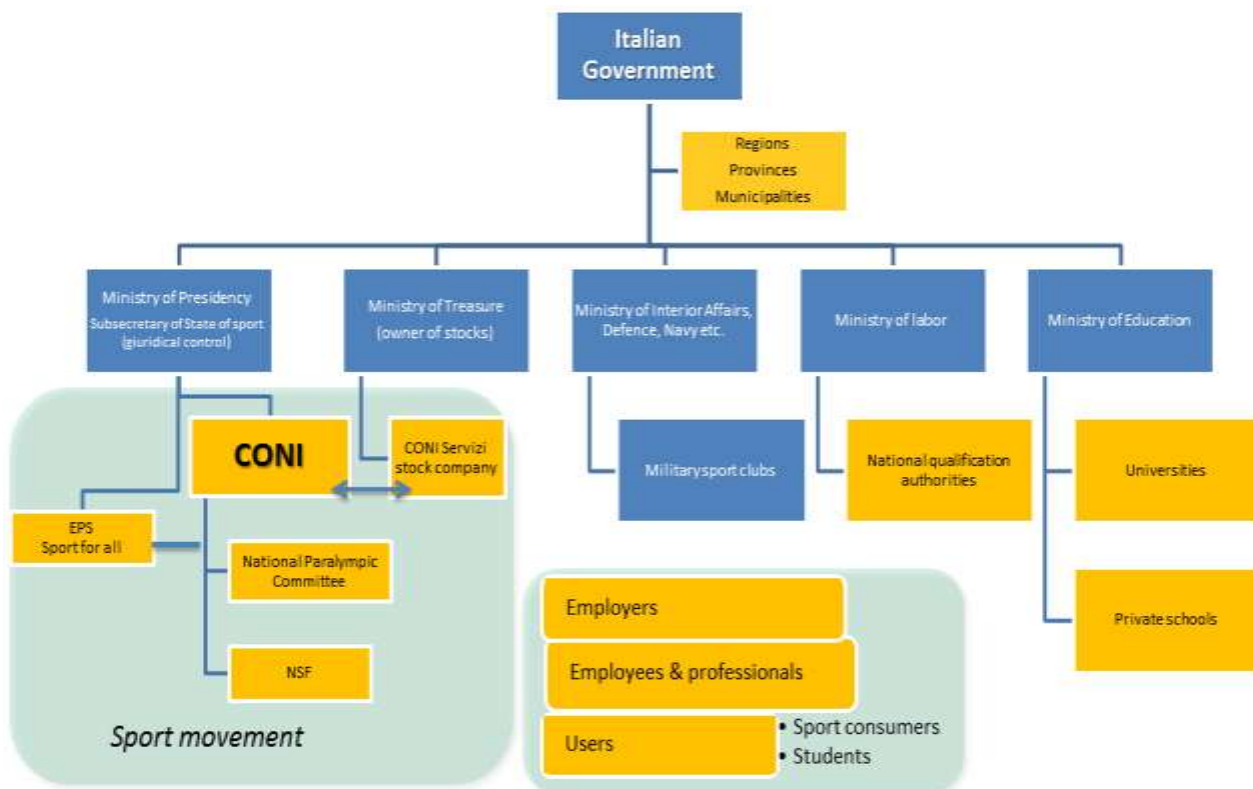 Italian
Government
Regions
Provinces
Municipalities
Ministry of Presidency
Subsecretary of State of sport
(giuridical control)
Ministry of Treasure
(owner of stocks)
Ministry of Interior Affairs,
Defence, Navy etc.
Ministry of labor
Ministry of Education
CONI
CONI Servizi
stock company
Military sport clubs
National qualification
authorities
Universities
EPS
Sport for all
National Paralympic
Committee
NSF
Sport movement
Private schools
Employers
Employees & professionals
Users
• Sport consumers
• Students